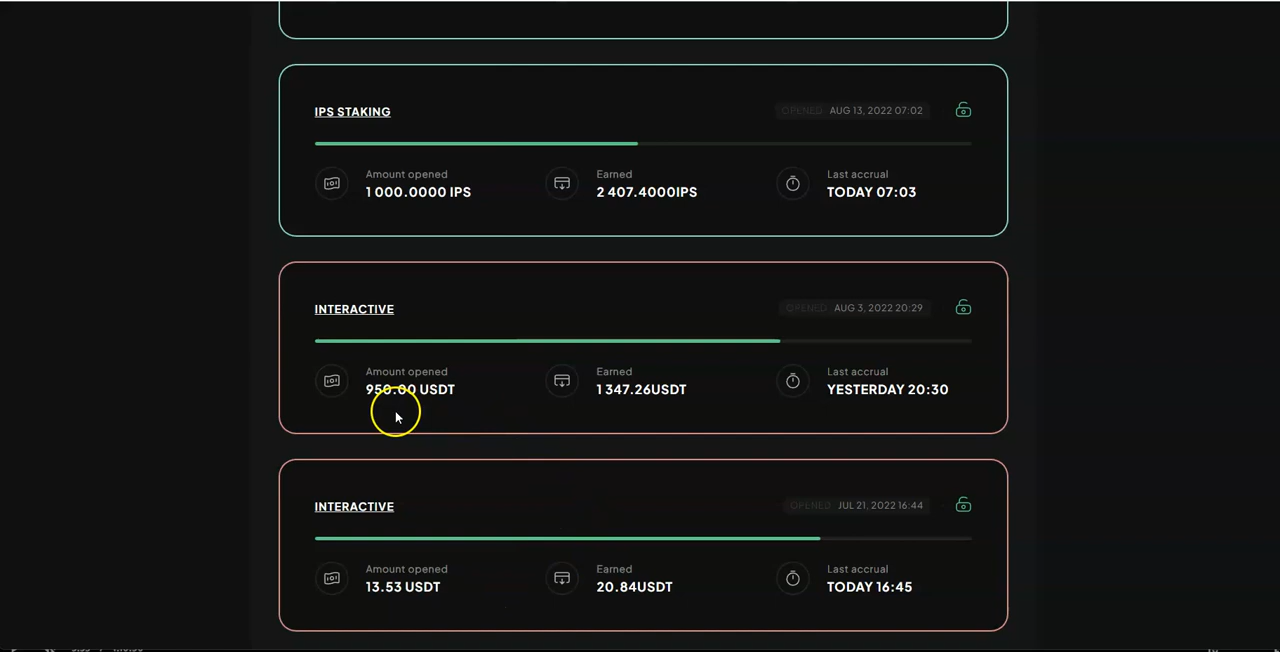 IPS STAKING
OPENED AUG 13, 2022 07:02
Amount opened
1 000.0000 IPS
Earned
2 407.4000IPS
Last accrual
TODAY 07:03
INTERACTIVE
OPENED AUG 3, 2022 20:29
Amount opened
950.00 USDT
Earned
1 347.26USDT
Last accrual
YESTERDAY 20:30
INTERACTIVE
OPENED JUL 21, 2022 16:44
Amount opened
13.53 USDT
Earned
20.84USDT
Last accrual
TODAY 16:45